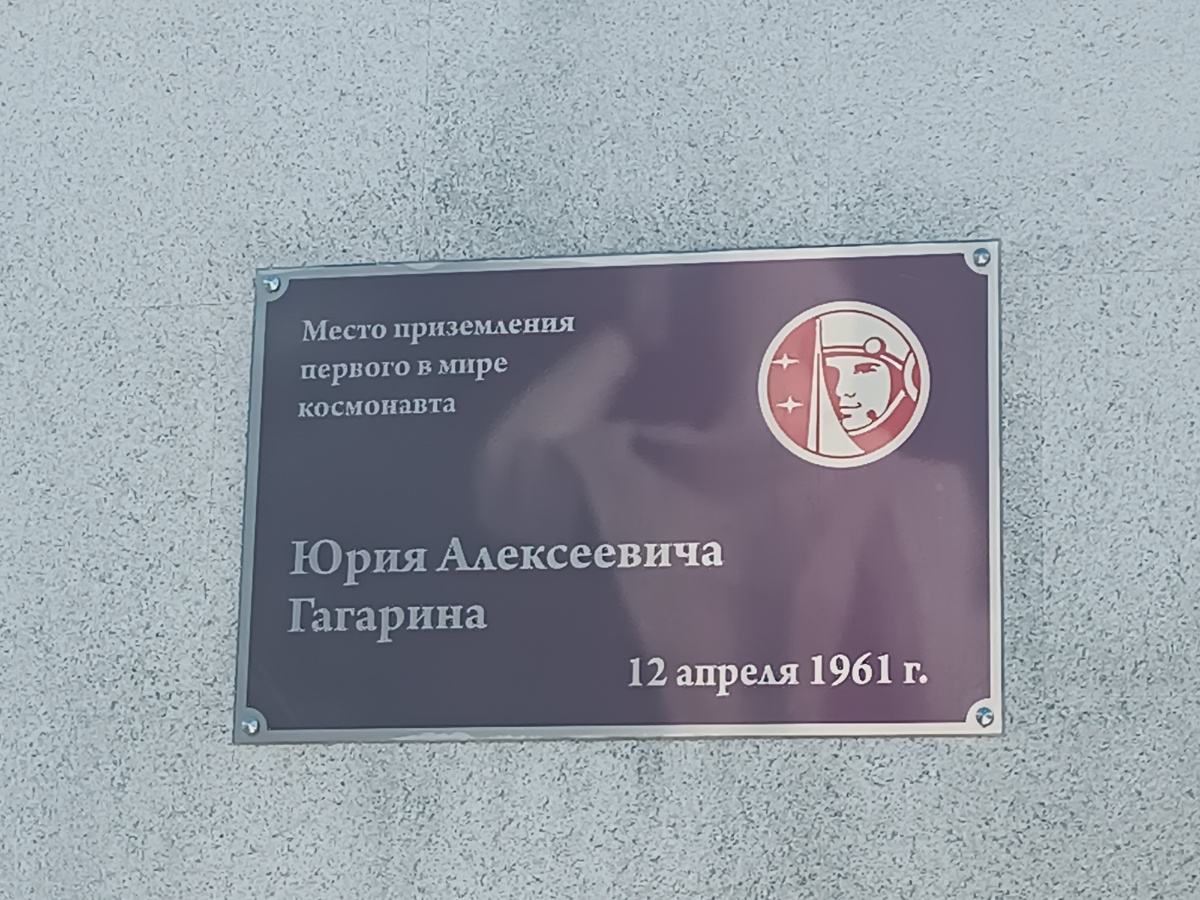 Место приземления
первого в мире
космонавта
Юрия Алексеевича
Гагарина
12 апреля 1961 г.